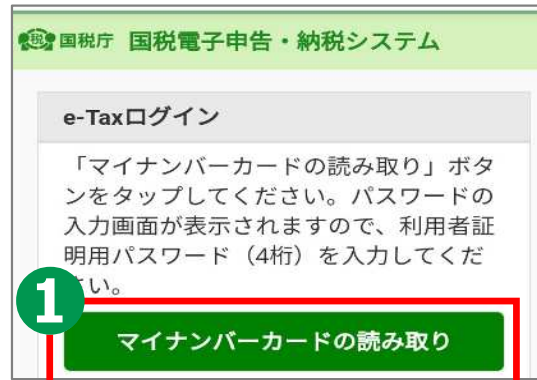 税 国税庁 国税電子申告・納税システム
e-Taxログイン
「マイナンバーカードの読み取り」ボタ
ンをタップしてください。パスワードの
入力画面が表示されますので、利用者証
明用パスワード（4桁）を入力してくだ
い。
1
マイナンバーカードの読み取り